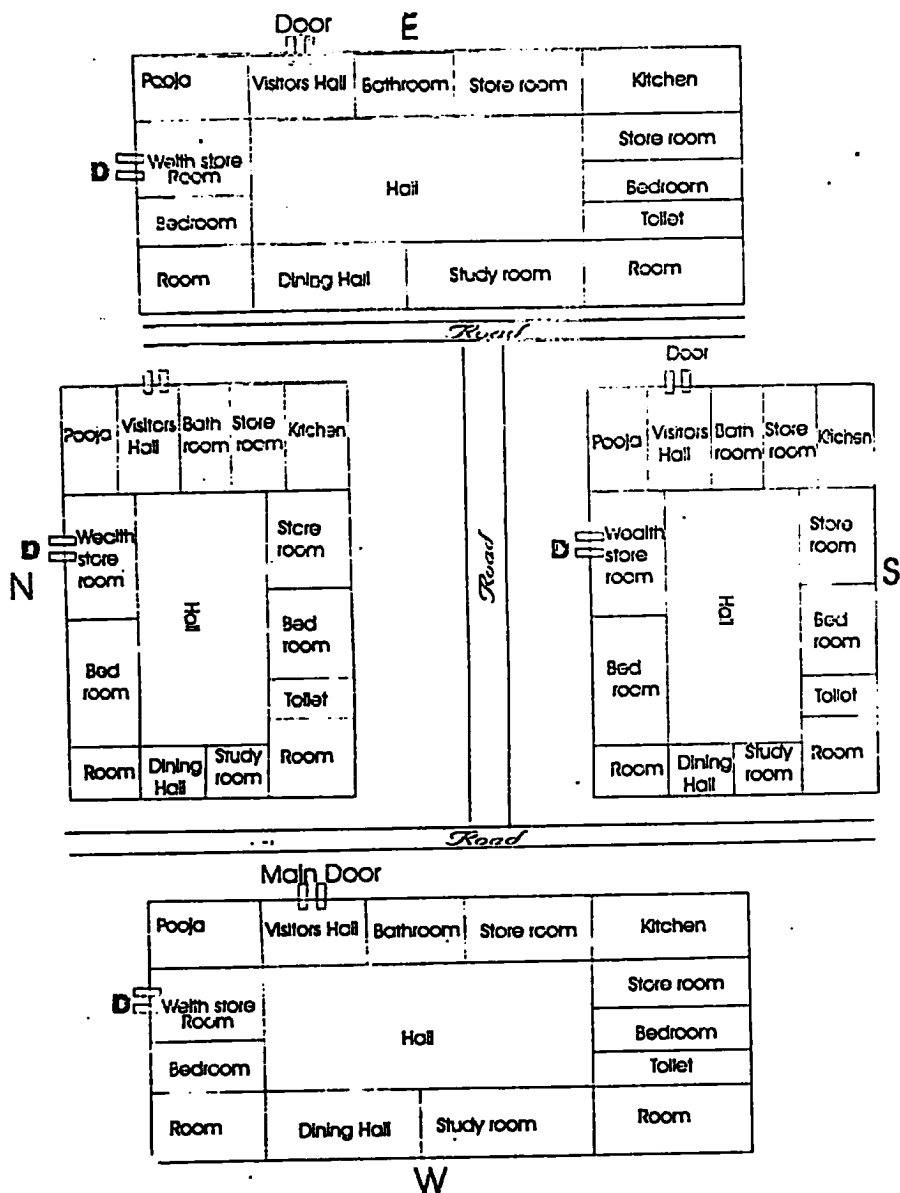 Door E
Pooja Visitors Hall Bathroom Store room Kitchen
Store room
D Welth store
Room
Hall Bedroom
Bedroom Toilet
Room Dining Hall Study room Room
Road
Door
Pooja Visitors
Hall Bath
room Store
room Kitchen
Pooja Visitors
Hall Bath
room Store
room Kitchen
D Wealth
store
room
Store
room
N
Hall
Bed
room
Bed
room
Toilet
Room Dining
Hall Study
room Room
Road
D Wealth
store
room
Store
room
S
Hall
Bed
room
Bed
room
Toilet
Room Dining
Hall Study
room Room
Road
Main Door
Pooja Visitors Hall Bathroom Store room Kitchen
Store room
D Welth store
Room
Hall Bedroom
Bedroom Toilet
Room Dining Hall Study room Room
W